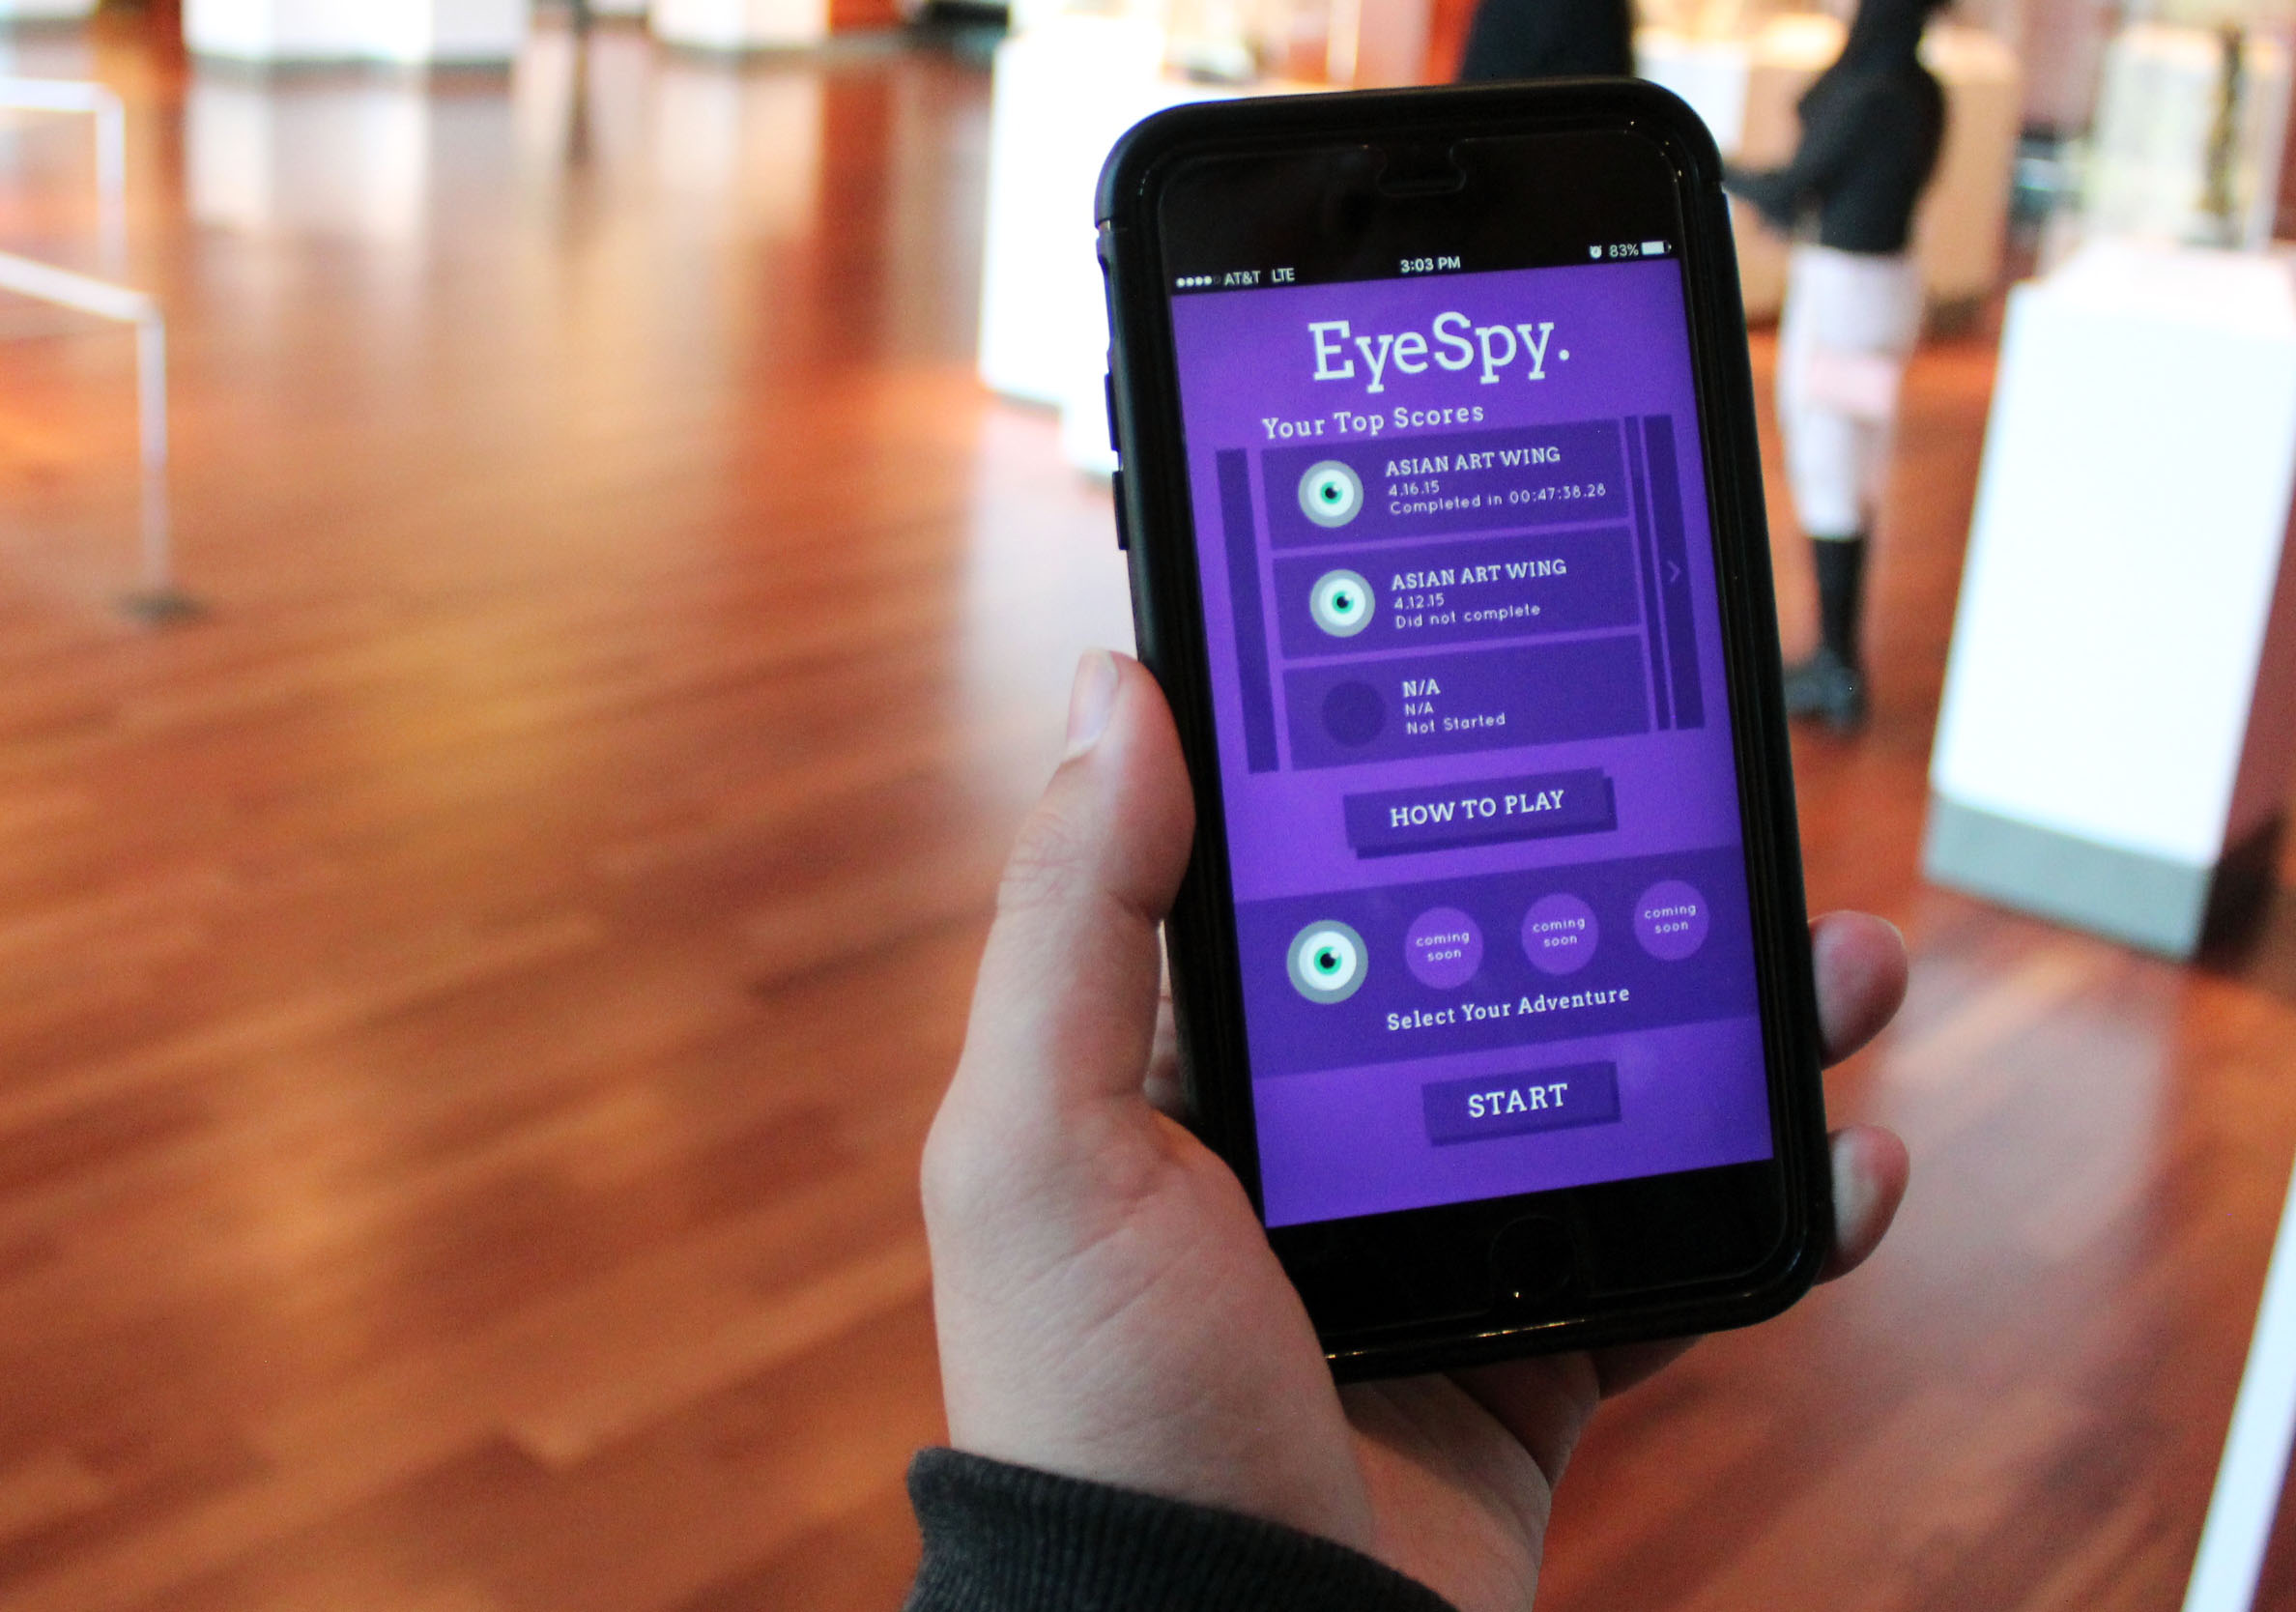 AT&T LTE 3:03 PM 83%
EyeSpy.
Your Top Scores
ASIAN ART WING
4.16.15
Completed in 00:47:38.28
ASIAN ART WING
4.12.15
Did not complete
N/A
N/A
Not Started
HOW TO PLAY
coming
soon
coming
soon
coming
soon
Select Your Adventure
START